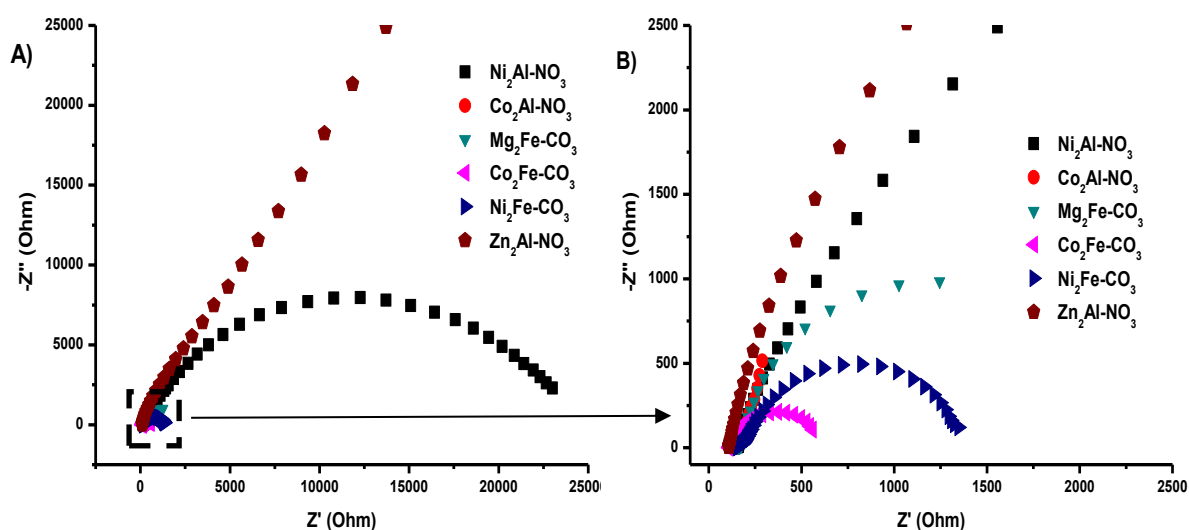 A)
25000
20000
15000
10000
5000
0
-Z'' (Ohm)
Ni2Al-NO3
Co2Al-NO3
Mg2Fe-CO3
Co2Fe-CO3
Ni2Fe-CO3
Zn2Al-NO3
0 5000 10000 15000 20000 25000
Z' (Ohm)
B)
2500
2000
1500
1000
500
0
-Z'' (Ohm)
Ni2Al-NO3
Co2Al-NO3
Mg2Fe-CO3
Co2Fe-CO3
Ni2Fe-CO3
Zn2Al-NO3
0 500 1000 1500 2000 2500
Z' (Ohm)